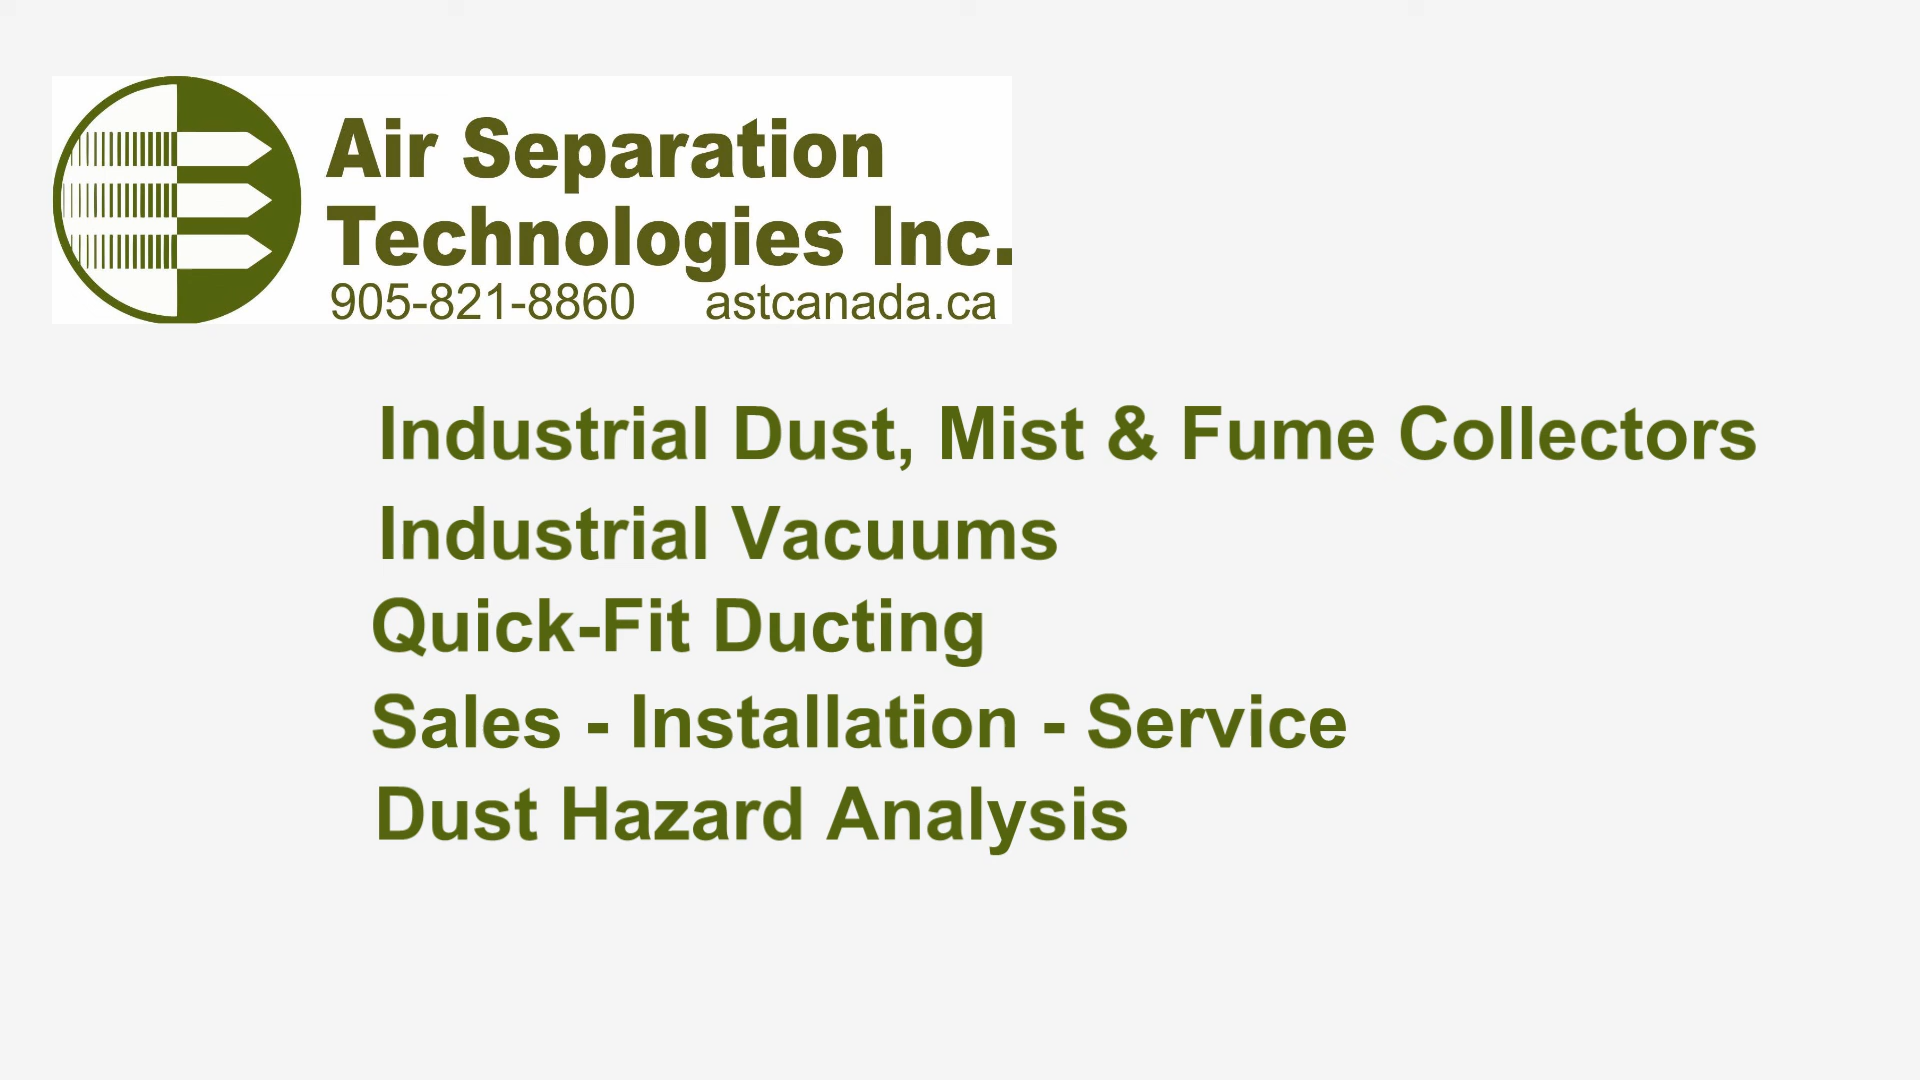 Air Separation
Technologies Inc.
905-821-8860 astcanada.ca
Industrial Dust, Mist & Fume Collectors
Industrial Vacuums
Quick-Fit Ducting
Sales - Installation - Service
Dust Hazard Analysis